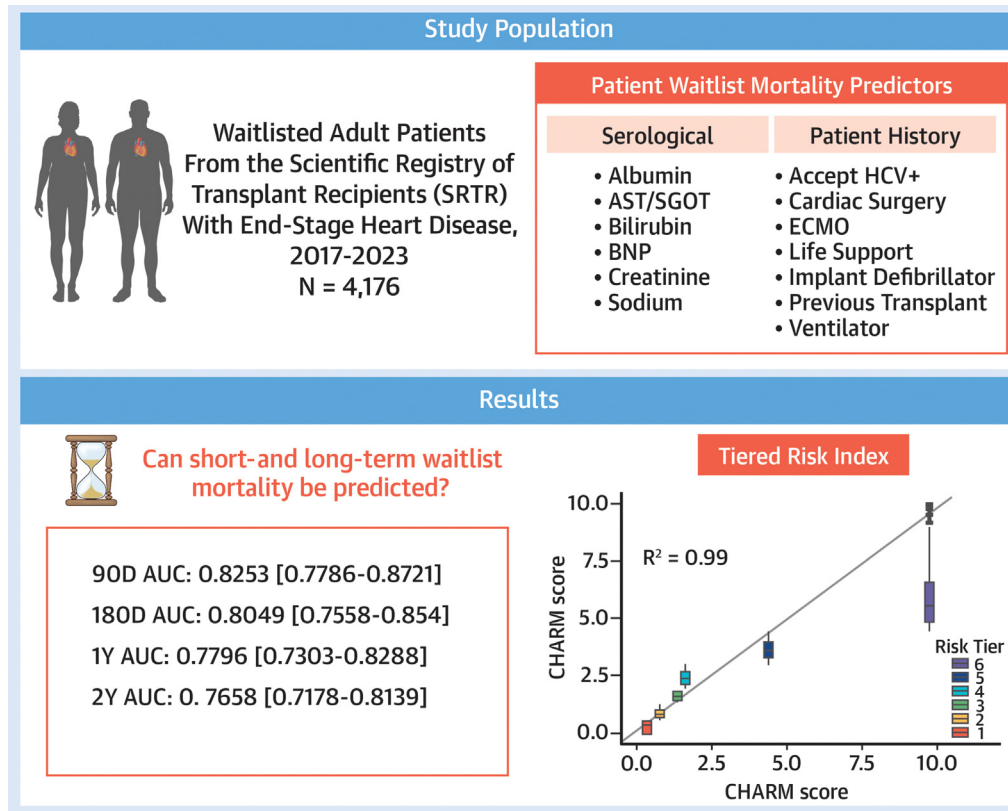 Study Population
Waitlisted Adult Patients
From the Scientific Registry of
Transplant Recipients (SRTR)
With End-Stage Heart Disease,
2017-2023
N = 4,176
Patient Waitlist Mortality Predictors
Serological
• Albumin
• AST/SGOT
• Bilirubin
• BNP
• Creatinine
• Sodium
Patient History
• Accept HCV+
• Cardiac Surgery
• ECMO
• Life Support
• Implant Defibrillator
• Previous Transplant
• Ventilator
Results
Can short-and long-term waitlist
mortality be predicted?
90D AUC: 0.8253 [0.7786-0.8721]
180D AUC: 0.8049 [0.7558-0.854]
1Y AUC: 0.7796 [0.7303-0.8288]
2Y AUC: 0. 7658 [0.7178-0.8139]
Tiered Risk Index
CHARM score
10.0
7.5
5.0
2.5
0.0
R² = 0.99
Risk Tier
6
5
4
3
2
1
0.0 2.5 5.0 7.5 10.0
CHARM score